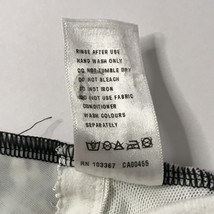 RINSE AFTER USE
HAND WASH ONLY
DO NOT TUMBLE DRY
DO NOT BLEACH
DO NOT IRON
DO NOT USE FABRIC
CONDITIONER
WASH COLOURS
SEPARATELY
RN 103367 CA00455